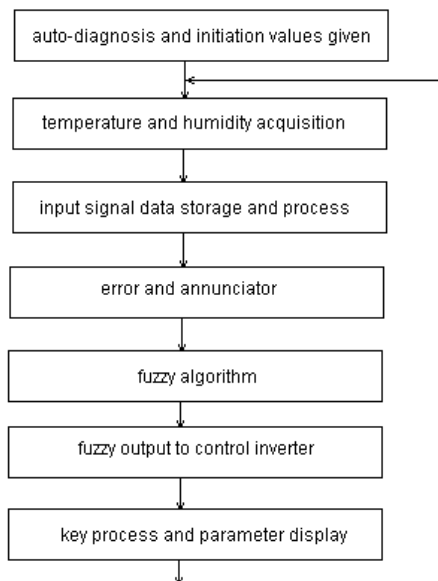 auto-diagnosis and initiation values given
temperature and humidity acquisition
input signal data storage and process
error and annunciator
fuzzy algorithm
fuzzy output to control inverter
key process and parameter display